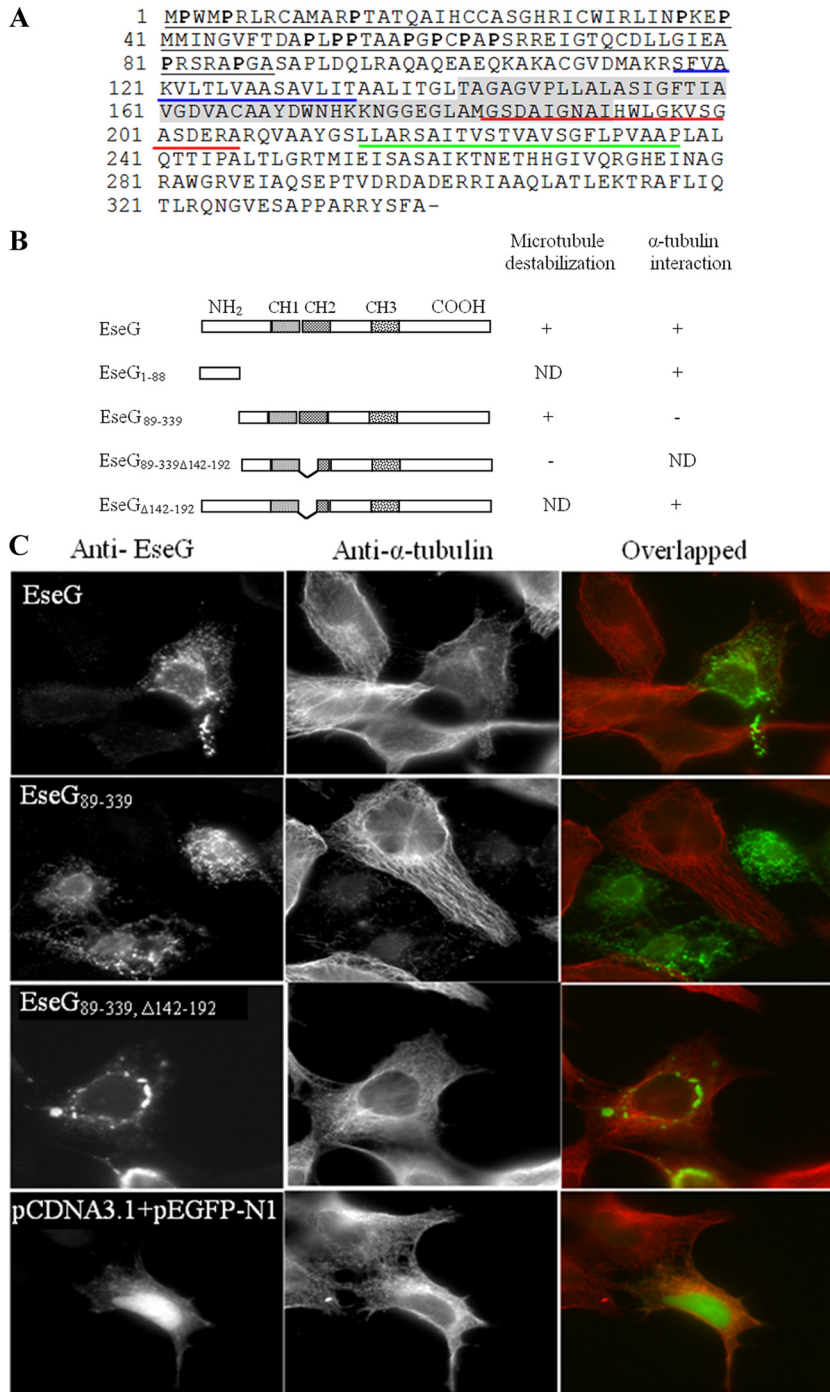 A
1 MPWMPRLRCAMARPTATQAIHCCASGHRICWIRLINPKEP
41 MMINGVFTDAPLPPTAAPGPCPAPSRREIGTQCDLLGIEA
81 PRSRAPGASAPLDQLRAQAQEAEQKAKACGVDMAKRSFVA
121 KVLTLVAASAVLITAALITGLTAGAGVPLLALASIGFTIA
161 VGDVACAAYDWNHKKNGGEGLAMGSDAIGNAIHWLGKVSG
201 ASDERARQVAAYGSLLARSAITVSTVAVSGFLPVAAPLAL
241 QTTIPALTLGRTMIEISASAIKTNETHHGIVQRGHEINAG
281 RAWGRVEIAQSEPTVDRDADERRIAAQLATLEKTRAFLIQ
321 TLRQNGVESAPPARRYSFA-
B
Microtubule destabilization α-tubulin interaction
NH2 CH1 CH2 CH3 COOH
EseG + +
EseG1-88 ND +
EseG89-339 + -
EseG89-339Δ142-192 - ND
EseGΔ142-192 ND +
C
Anti- EseG Anti-α-tubulin Overlapped
EseG
EseG89-339
EseG89-339, Δ142-192
pCDNA3.1+pEGFP-N1